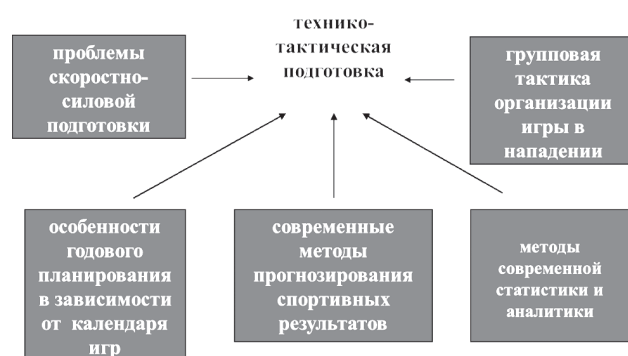 технико-
тактическая
подготовка
проблемы
скоростно-
силовой
подготовки
групповая
тактика
организации
игры в
нападении
особенности
годового
планирования
в зависимости
от календаря
игр
современные
методы
прогнозирования
спортивных
результатов
методы
современной
статистики и
аналитики